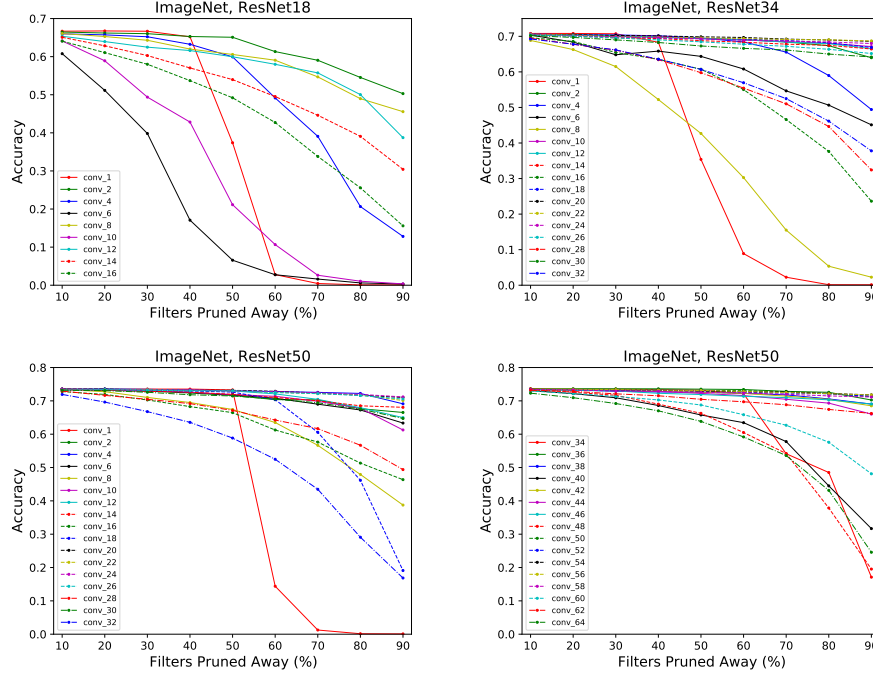 ImageNet, ResNet18
0.7
0.6
0.5
0.4
0.3
0.2
0.1
0.0
Accuracy
conv_1
conv_2
conv_4
conv_6
conv_8
conv_10
conv_12
conv_14
conv_16
10 20 30 40 50 60 70 80 90
Filters Pruned Away (%)
ImageNet, ResNet34
0.7
0.6
0.5
0.4
0.3
0.2
0.1
0.0
Accuracy
conv_1
conv_2
conv_4
conv_6
conv_8
conv_10
conv_12
conv_14
conv_16
conv_18
conv_20
conv_22
conv_24
conv_26
conv_28
conv_30
conv_32
10 20 30 40 50 60 70 80 90
Filters Pruned Away (%)
ImageNet, ResNet50
0.8
0.7
0.6
0.5
0.4
0.3
0.2
0.1
0.0
Accuracy
conv_1
conv_2
conv_4
conv_6
conv_8
conv_10
conv_12
conv_14
conv_16
conv_18
conv_20
conv_22
conv_24
conv_26
conv_28
conv_30
conv_32
10 20 30 40 50 60 70 80 90
Filters Pruned Away (%)
ImageNet, ResNet50
0.8
0.7
0.6
0.5
0.4
0.3
0.2
0.1
0.0
Accuracy
conv_34
conv_36
conv_38
conv_40
conv_42
conv_44
conv_46
conv_48
conv_50
conv_52
conv_54
conv_56
conv_58
conv_60
conv_62
conv_64
10 20 30 40 50 60 70 80 90
Filters Pruned Away (%)